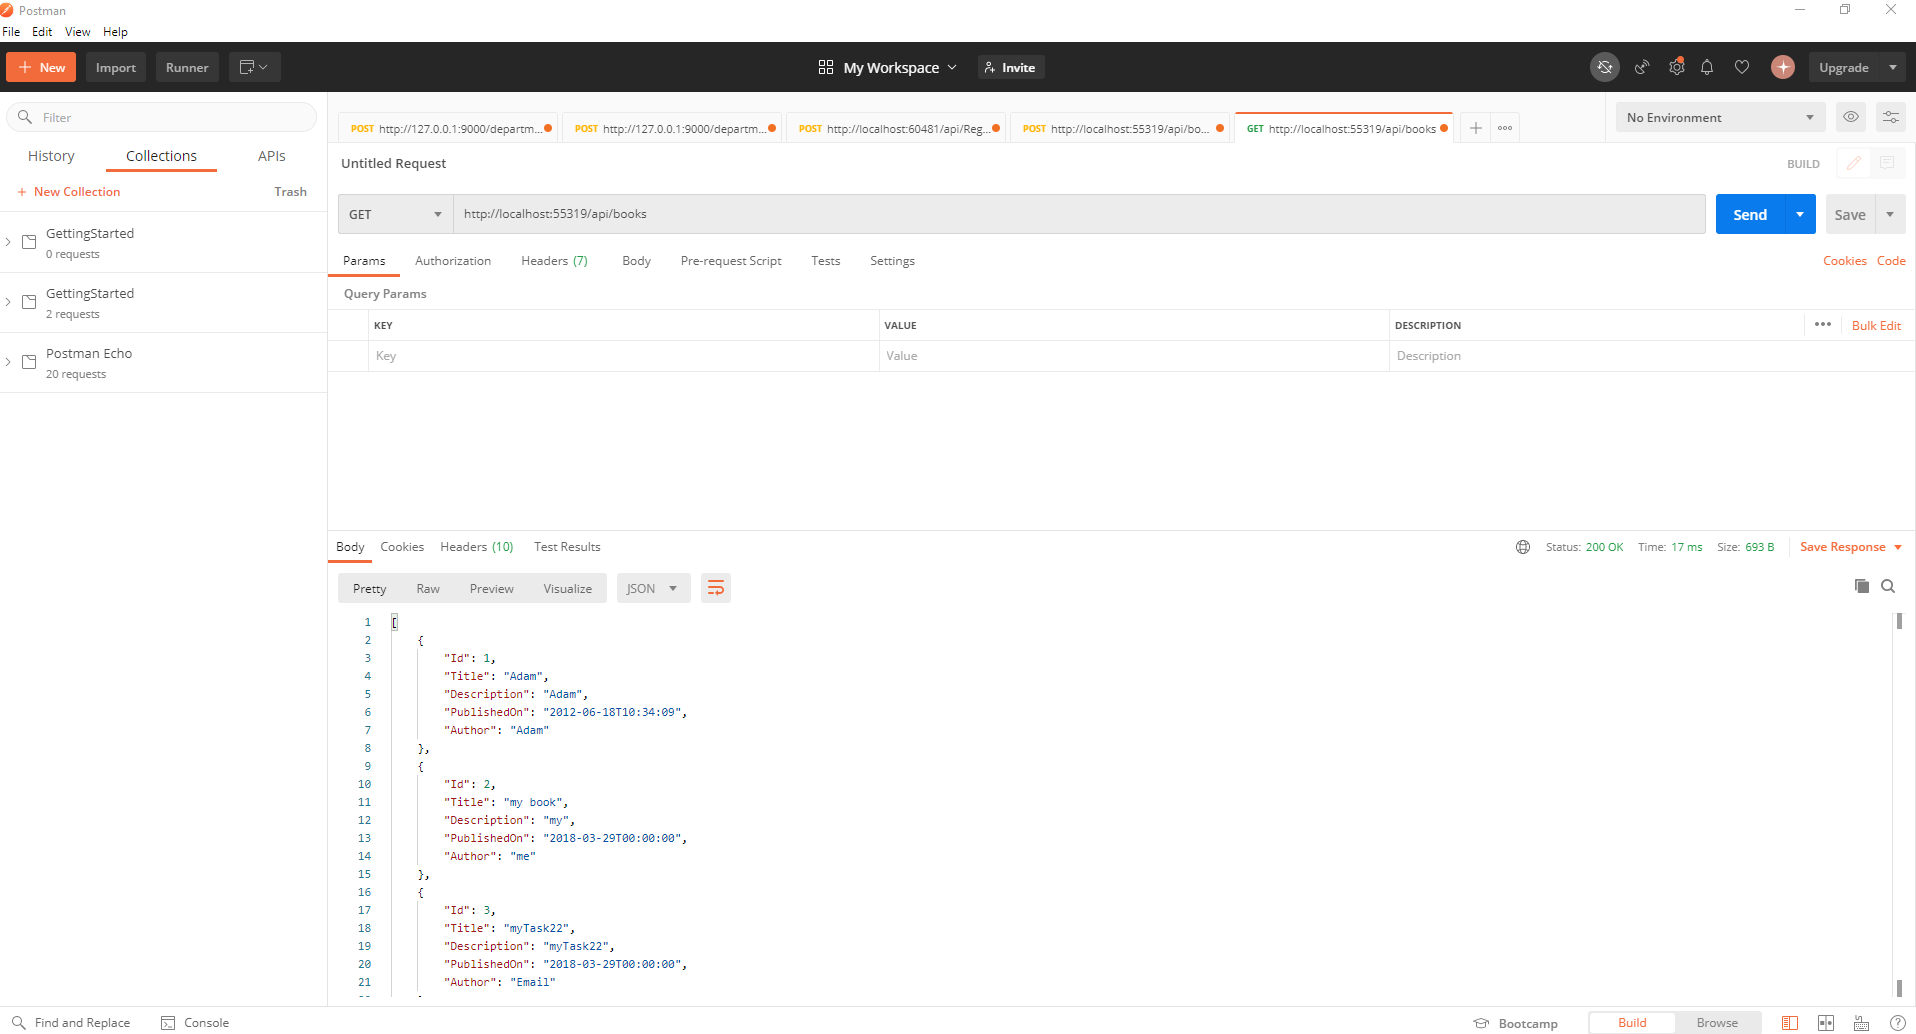 Postman
File Edit View Help
+ New Import Runner My Workspace Invite Upgrade
Filter
History Collections APIs
+ New Collection Trash
GettingStarted
0 requests
GettingStarted
2 requests
Postman Echo
20 requests
POST http://127.0.0.1:9000/departm... POST http://127.0.0.1:9000/departm... POST http://localhost:60481/api/Reg... POST http://localhost:55319/api/bo... GET http://localhost:55319/api/books
No Environment
Untitled Request BUILD
GET http://localhost:55319/api/books Send Save
Params Authorization Headers (7) Body Pre-request Script Tests Settings Cookies Code
Query Params
KEY VALUE DESCRIPTION ••• Bulk Edit
Key Value Description
Body Cookies Headers (10) Test Results Status: 200 OK Time: 17 ms Size: 693 B Save Response
Pretty Raw Preview Visualize JSON
1 [
2 {
3 "Id": 1,
4 "Title": "Adam",
5 "Description": "Adam",
6 "PublishedOn": "2012-06-18T10:34:09",
7 "Author": "Adam"
8 },
9 {
10 "Id": 2,
11 "Title": "my book",
12 "Description": "my",
13 "PublishedOn": "2018-03-29T00:00:00",
14 "Author": "me"
15 },
16 {
17 "Id": 3,
18 "Title": "myTask22",
19 "Description": "myTask22",
20 "PublishedOn": "2018-03-29T00:00:00",
21 "Author": "Email"
Find and Replace Console Bootcamp Build Browse